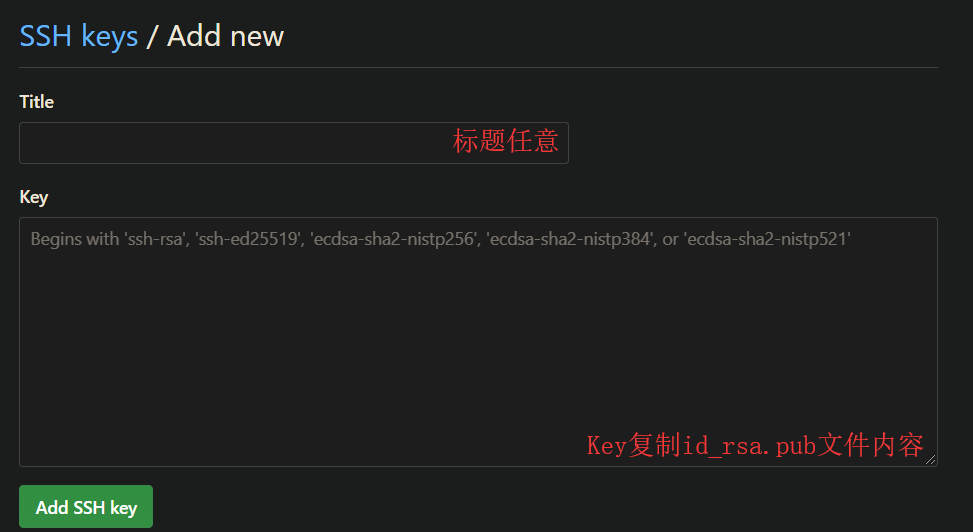 SSH keys / Add new
Title
标题任意
Key
Begins with 'ssh-rsa', 'ssh-ed25519', 'ecdsa-sha2-nistp256', 'ecdsa-sha2-nistp384', or 'ecdsa-sha2-nistp521'
Key复制id_rsa.pub文件内容
Add SSH key